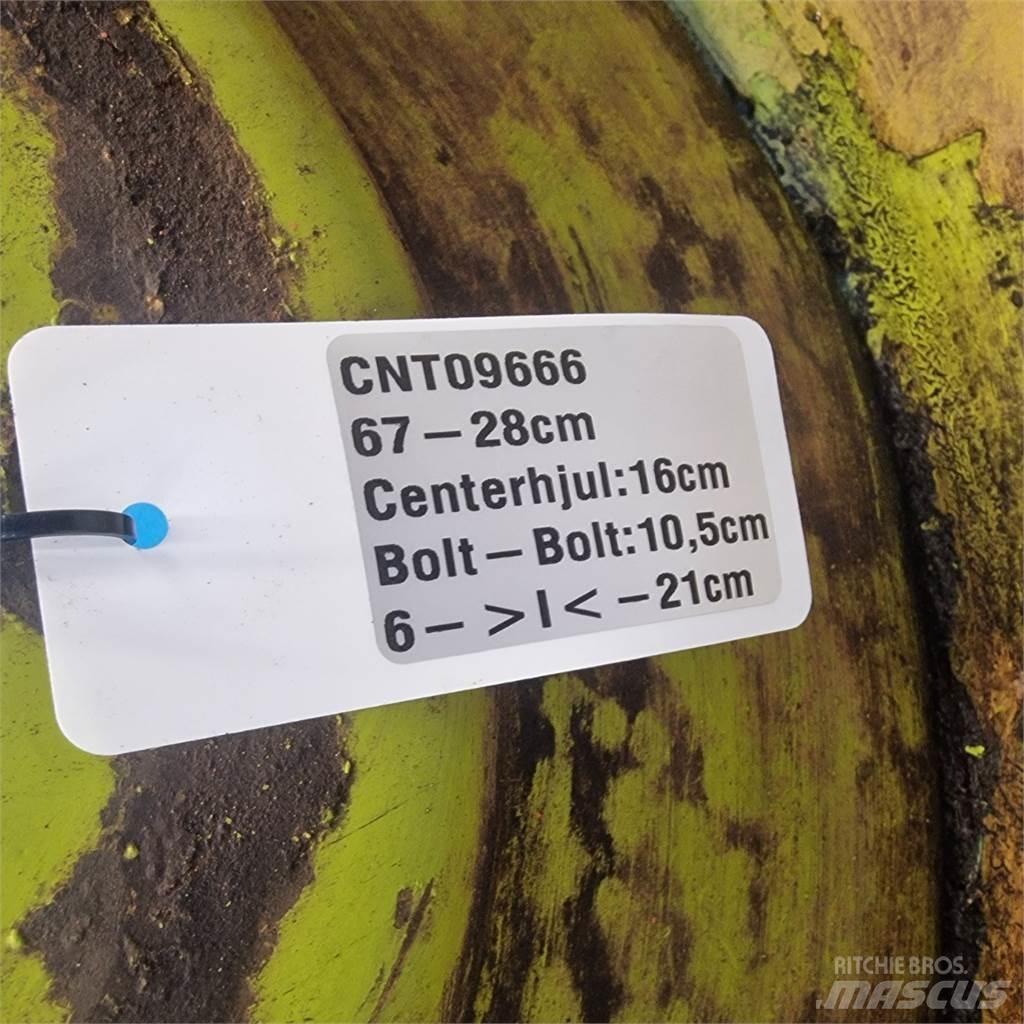 CNT09666
67-28cm
Centerhjul:16cm
Bolt-Bolt:10,5cm
6- >I< -21cm
RITCHIE BROS.
MASCUS